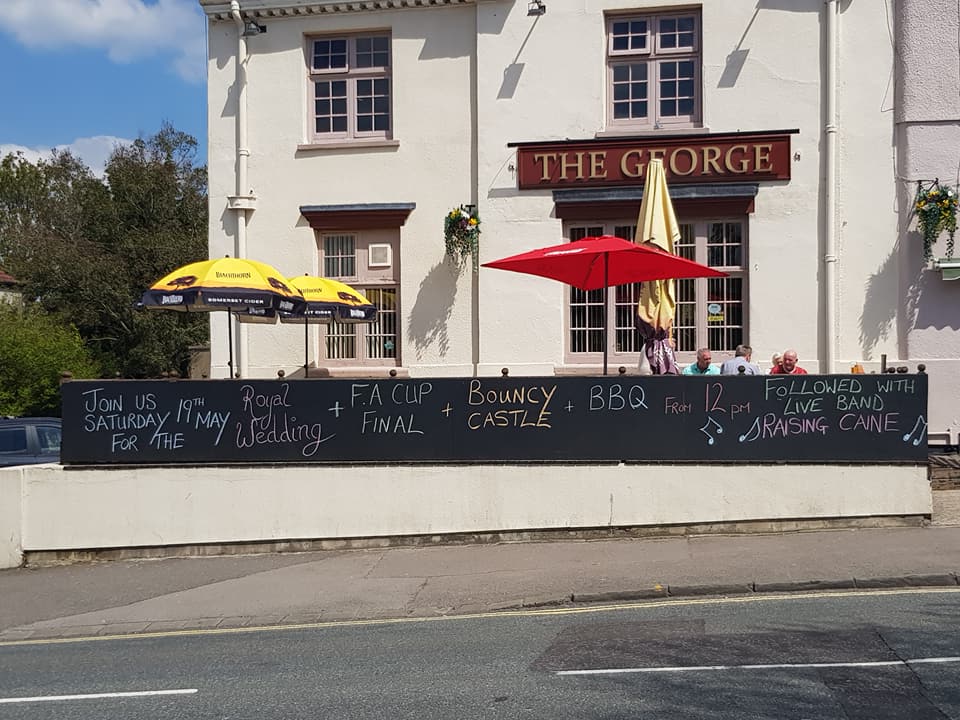 THE GEORGE
BLACKTHORN
SOMERSET CIDER
JOIN US
SATURDAY 19TH MAY
FOR THE
Royal
Wedding
+
F.A CUP
FINAL
+
BOUNCY
CASTLE
+
BBQ
FROM 12 PM
FOLLOWED WITH
LIVE BAND
RAISING CAINE